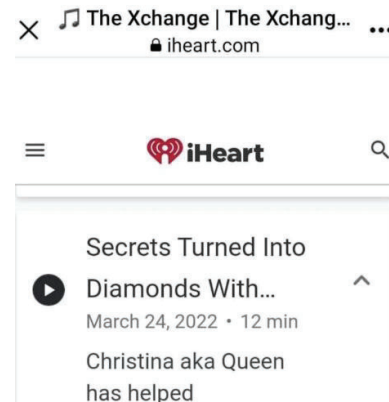 The Xchange | The Xchang...
iheart.com
iHeart
Secrets Turned Into
Diamonds With...
March 24, 2022 • 12 min
Christina aka Queen
has helped